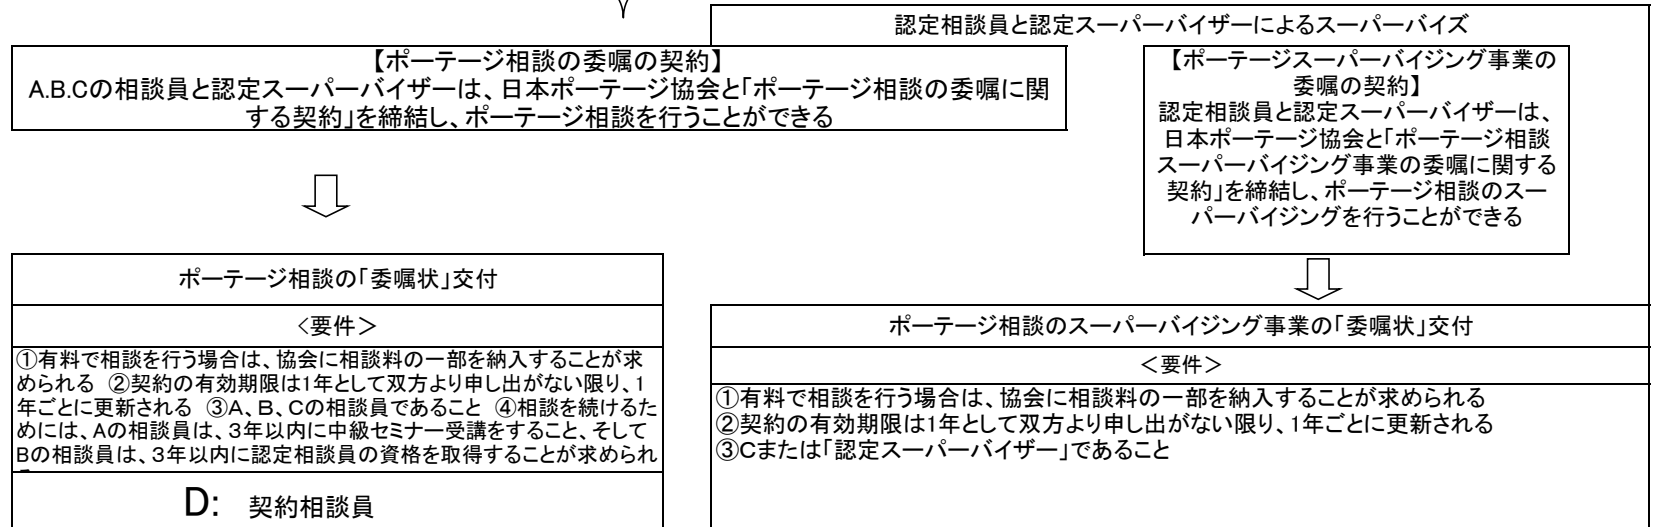 認定相談員と認定スーパーバイザーによるスーパーバイズ
【ポーテージ相談の委嘱の契約】
A.B.Cの相談員と認定スーパーバイザーは、日本ポーテージ協会と「ポーテージ相談の委嘱に関
する契約」を締結し、ポーテージ相談を行うことができる
【ポーテージスーパーバイジング事業の
委嘱の契約】
認定相談員と認定スーパーバイザーは、
日本ポーテージ協会と「ポーテージ相談
スーパーバイジング事業の委嘱に関する
契約」を締結し、ポーテージ相談のスー
パーバイジングを行うことができる
ポーテージ相談の「委嘱状」交付
＜要件＞
①有料で相談を行う場合は、協会に相談料の一部を納入することが求
められる ②契約の有効期限は1年として双方より申し出がない限り、1
年ごとに更新される ③A、B、Cの相談員であること ④相談を続けるた
めには、Aの相談員は、3年以内に中級セミナー受講をすること、そして
Bの相談員は、3年以内に認定相談員の資格を取得することが求められ
D: 契約相談員
ポーテージ相談のスーパーバイジング事業の「委嘱状」交付
＜要件＞
①有料で相談を行う場合は、協会に相談料の一部を納入することが求められる
②契約の有効期限は1年として双方より申し出がない限り、1年ごとに更新される
③Cまたは「認定スーパーバイザー」であること